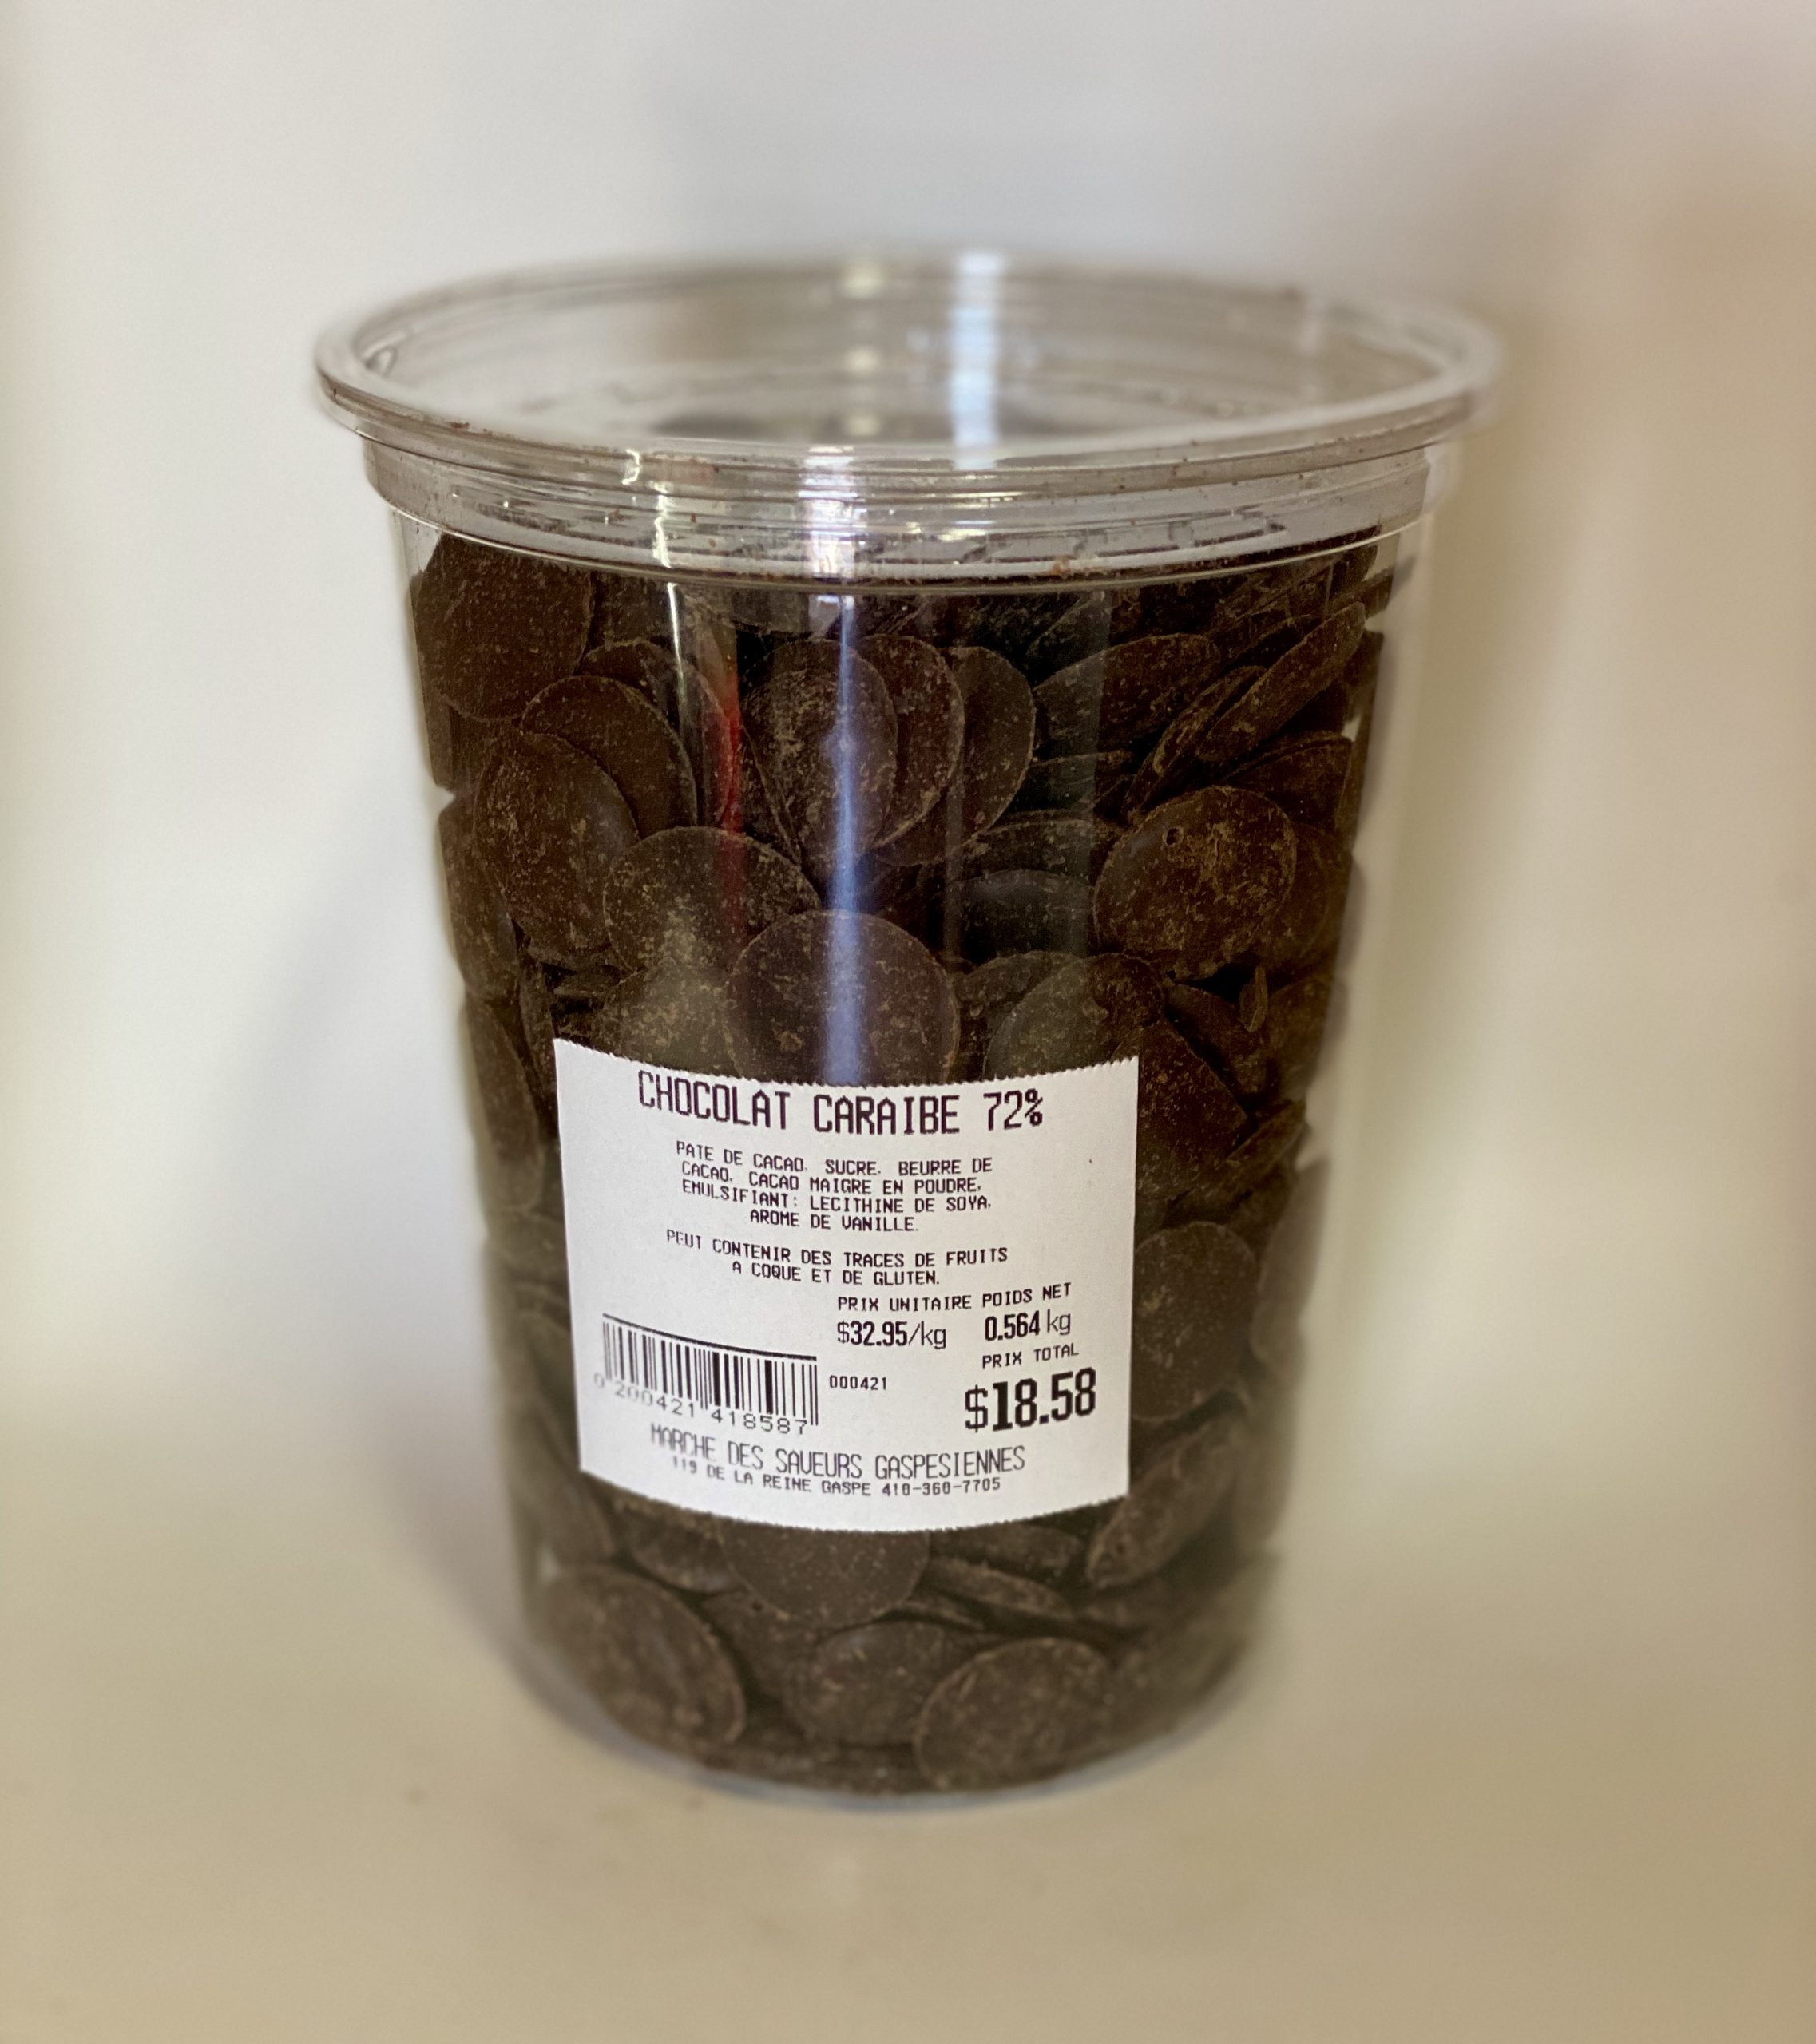 CHOCOLAT CARAIBE 72%
PATE DE CACAO, SUCRE, BEURRE DE
CACAO, CACAO MAIGRE EN POUDRE,
EMULSIFIANT: LECITHINE DE SOYA,
AROME DE VANILLE.
PEUT CONTENIR DES TRACES DE FRUITS
A COQUE ET DE GLUTEN.
PRIX UNITAIRE POIDS NET
$32.95/kg 0.564 kg
PRIX TOTAL
000421
$18.58
0 200421 418587
MARCHE DES SAVEURS GASPESIENNES
119 DE LA REINE GASPE 418-360-7705